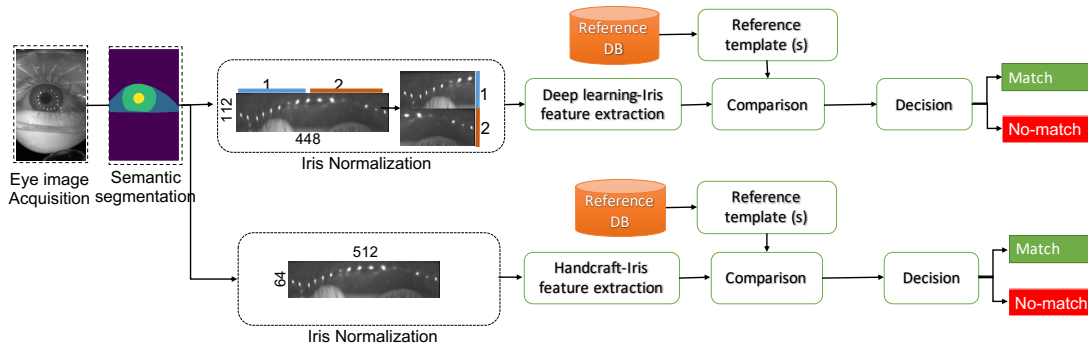 Eye image
Acquisition
Semantic
segmentation
1
2
112
448
1
2
Iris Normalization
Deep learning-Iris
feature extraction
Reference
DB
Reference
template (s)
Comparison
Decision
Match
No-match
512
64
Iris Normalization
Handcraft-Iris
feature extraction
Reference
DB
Reference
template (s)
Comparison
Decision
Match
No-match